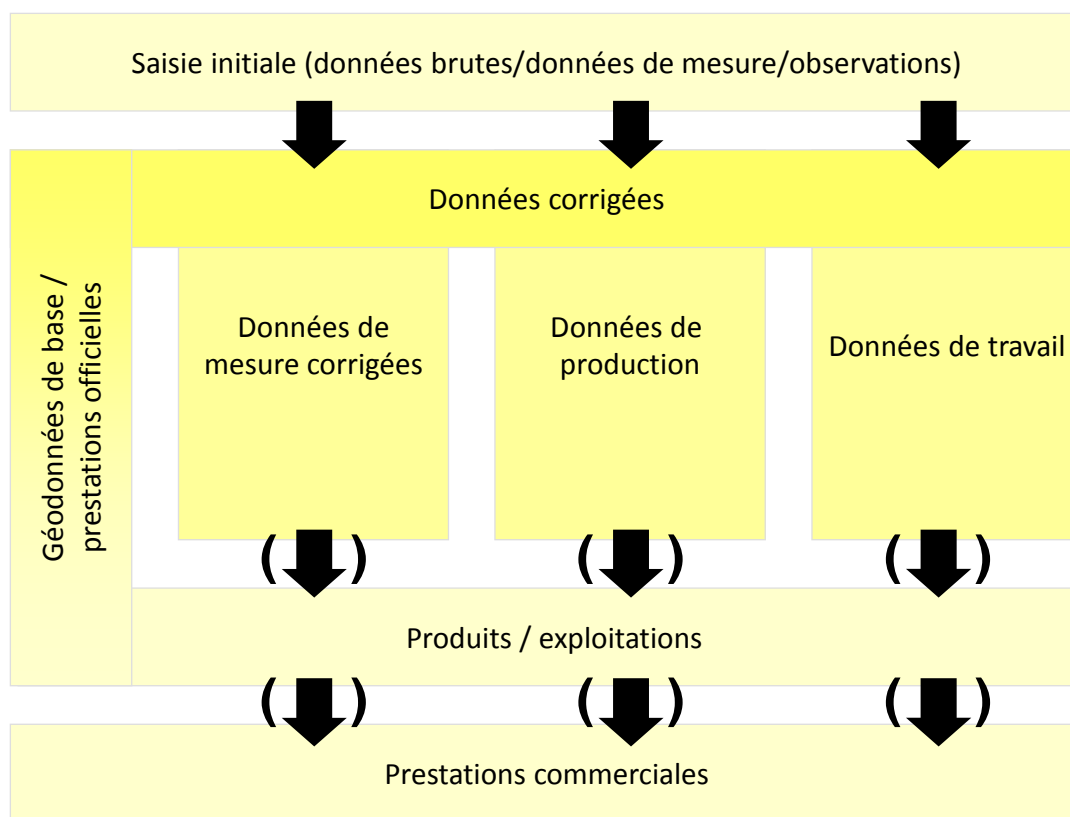 Saisie initiale (données brutes/données de mesure/observations)
Données corrigées
Géodonnées de base /
prestations officielles
Données de
mesure corrigées
Données de
production
Données de travail
( )
( )
( )
Produits / exploitations
( )
( )
( )
Prestations commerciales